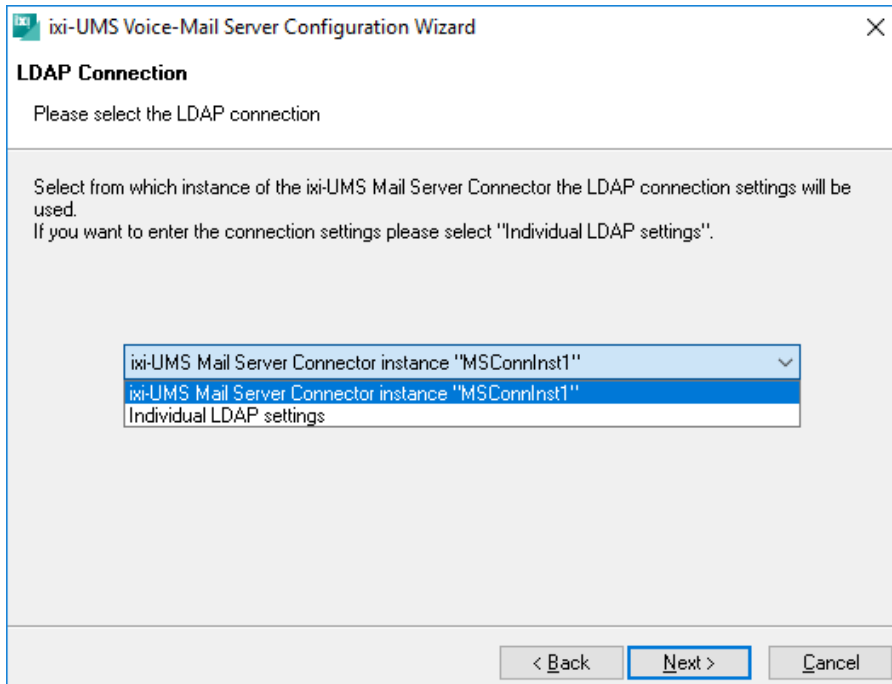 ixi
ixi-UMS Voice-Mail Server Configuration Wizard
LDAP Connection
Please select the LDAP connection
Select from which instance of the ixi-UMS Mail Server Connector the LDAP connection settings will be
used.
If you want to enter the connection settings please select "Individual LDAP settings".
ixi-UMS Mail Server Connector instance "MSConnInst1"
ixi-UMS Mail Server Connector instance "MSConnInst1"
Individual LDAP settings
< Back
Next >
Cancel